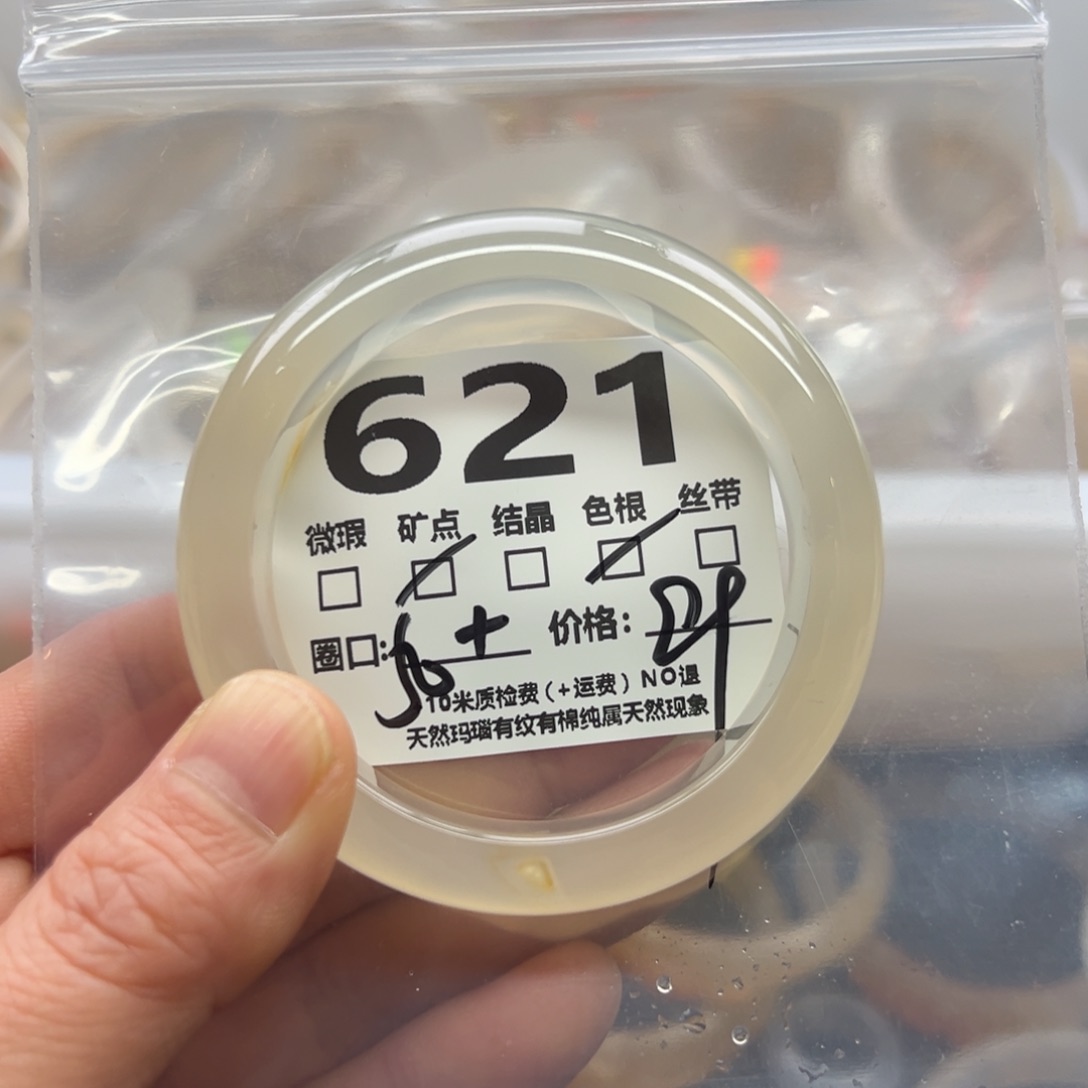 621
微瑕 矿点 结晶 色根 丝带
圈口: 56+ 价格:
10米质检费（+运费）NO退
天然玛瑙有纹有棉纯属天然现象